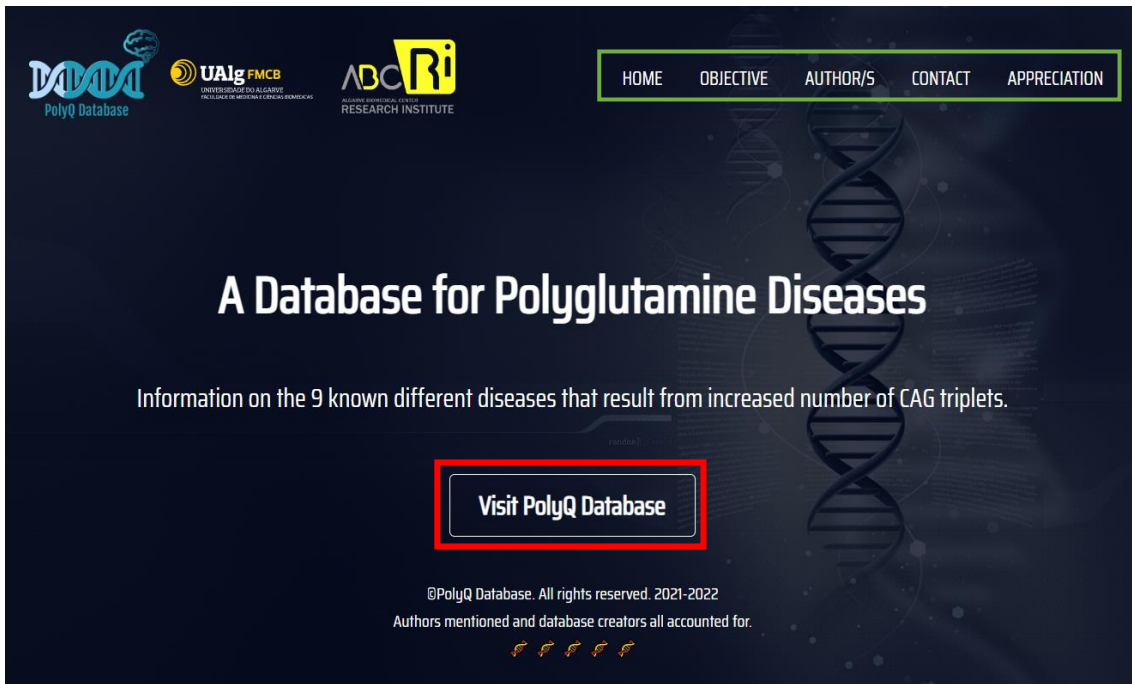 PolyQ Database
UAlg FMCB
UNIVERSIDADE DO ALGARVE
FACULDADE DE MEDICINA E CIÊNCIAS BIOMÉDICAS
ABC Ri
ALGARVE BIOMEDICAL CENTER
RESEARCH INSTITUTE
HOME OBJECTIVE AUTHOR/S CONTACT APPRECIATION
A Database for Polyglutamine Diseases
Information on the 9 known different diseases that result from increased number of CAG triplets.
Visit PolyQ Database
©PolyQ Database. All rights reserved. 2021-2022
Authors mentioned and database creators all accounted for.